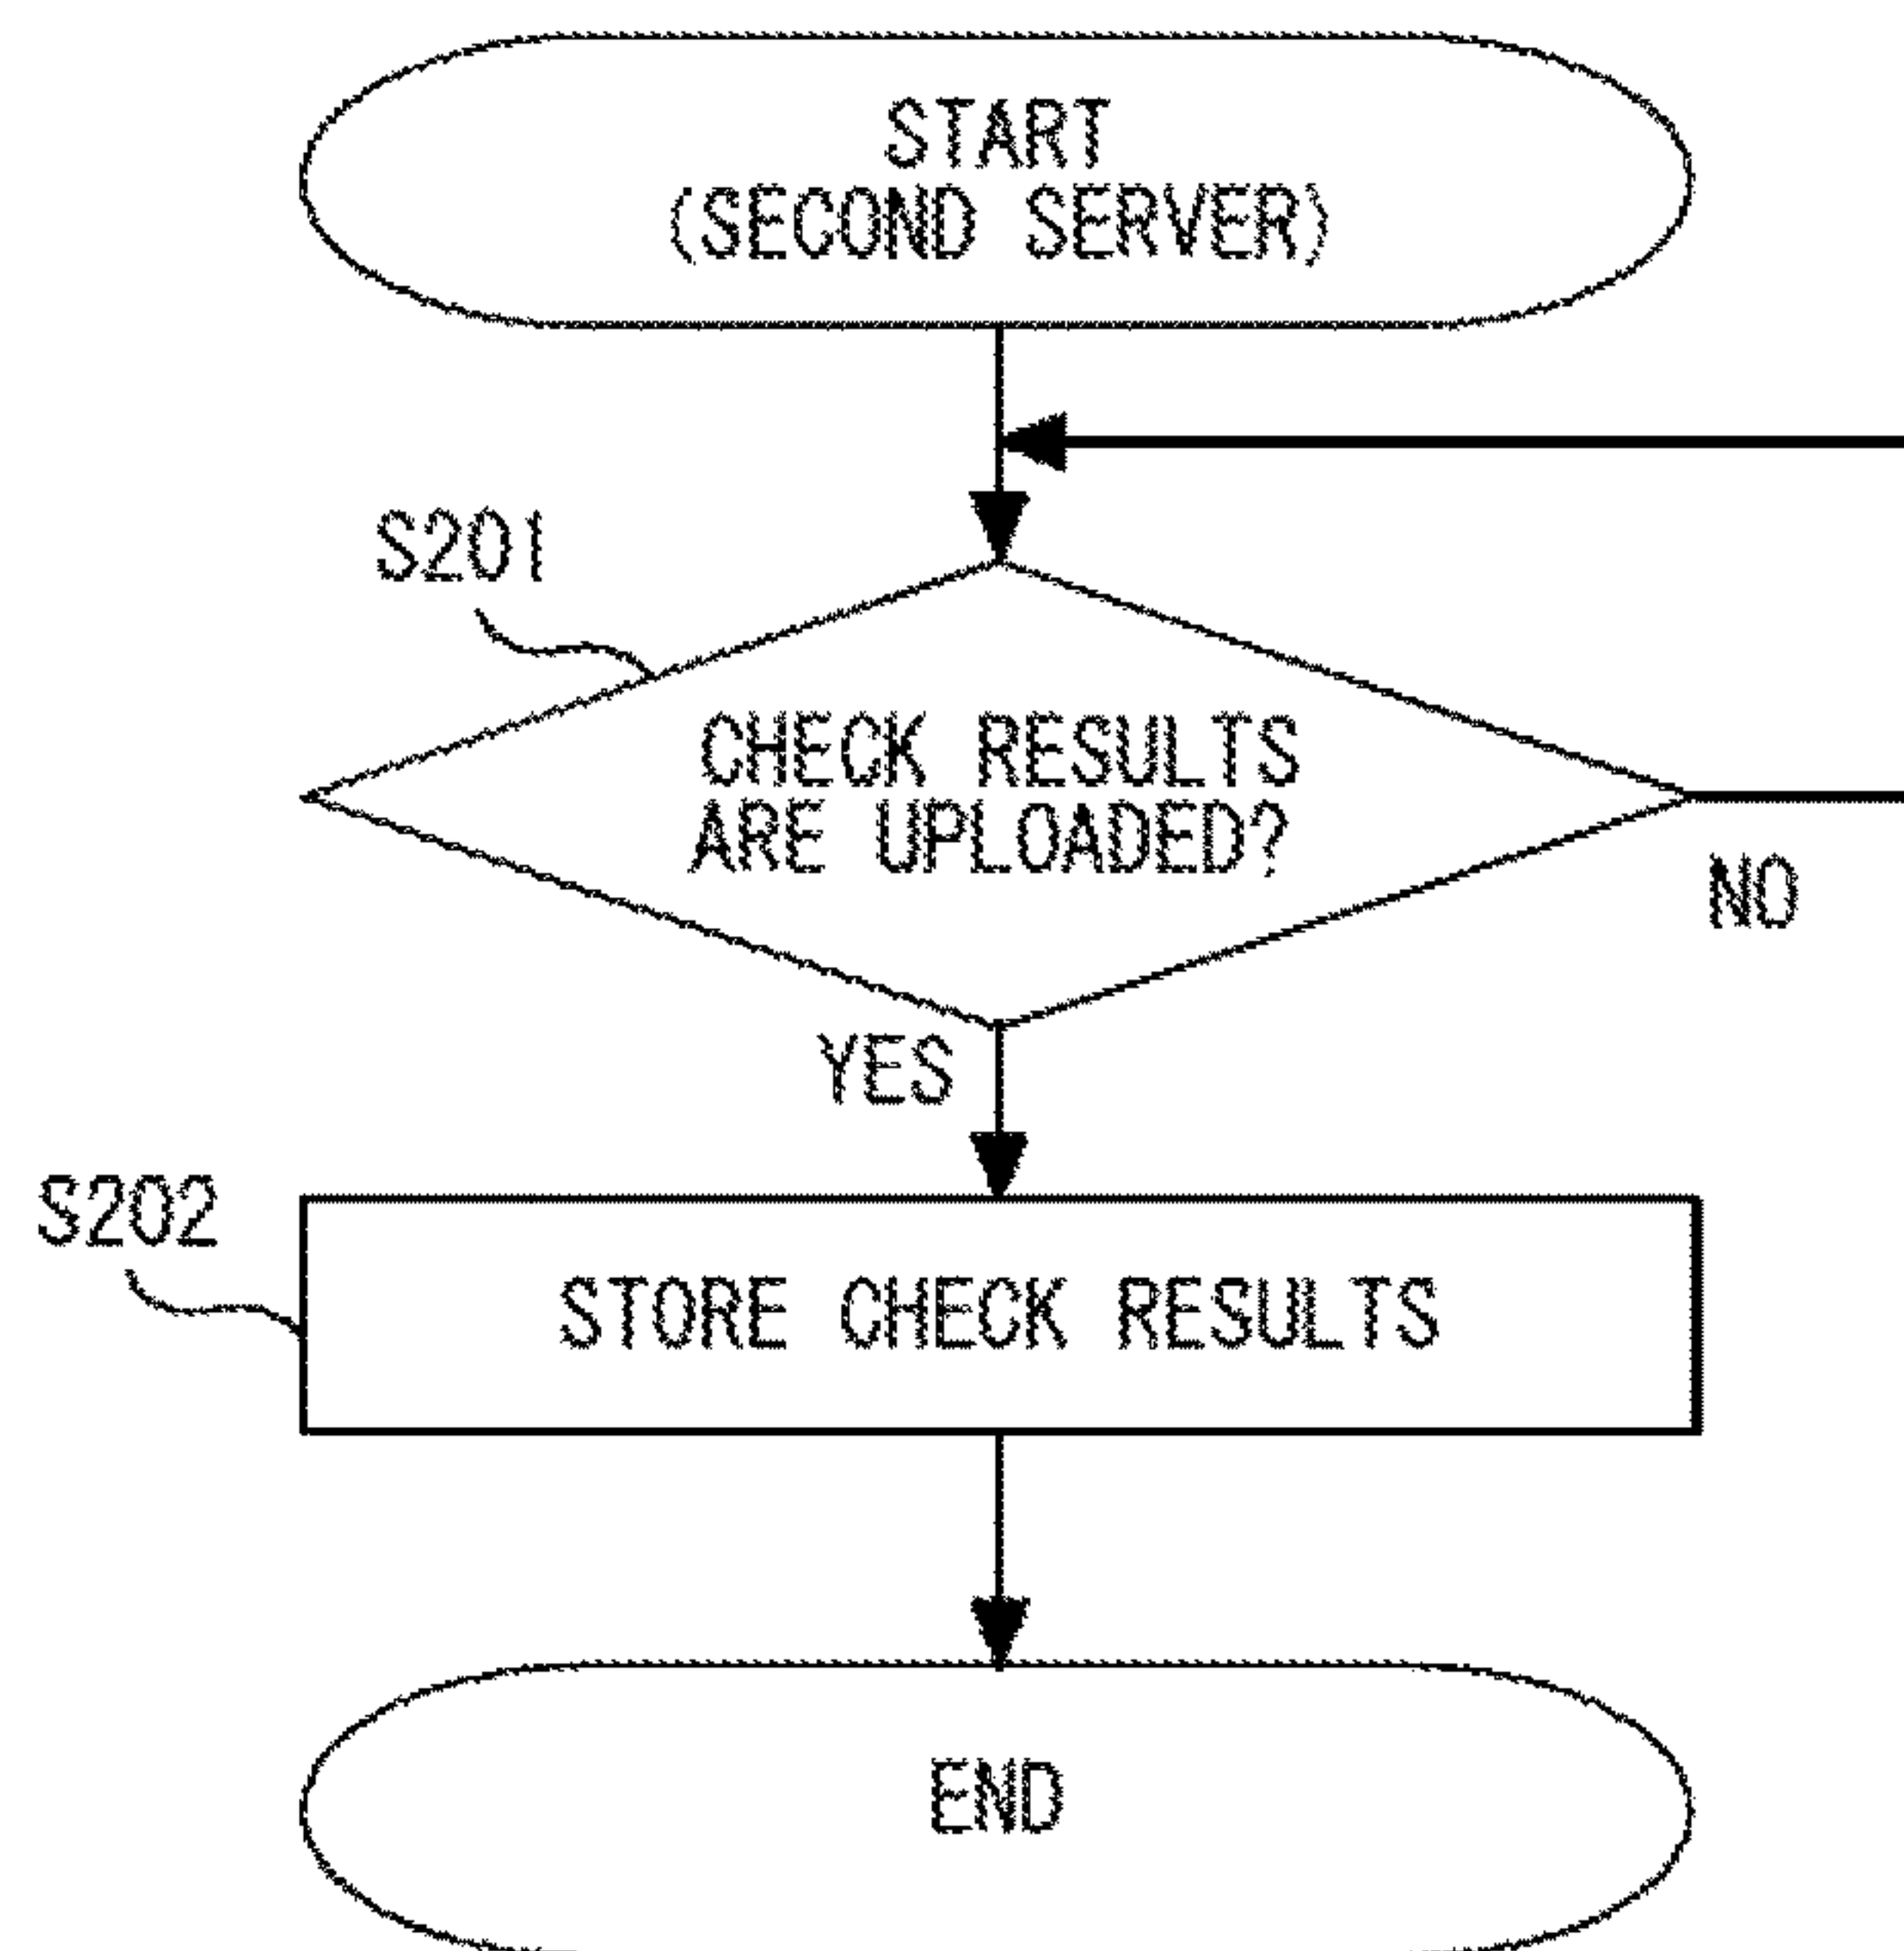 START
(SECOND SERVER)
S201
CHECK RESULTS
ARE UPLOADED?
NO
YES
S202
STORE CHECK RESULTS
END